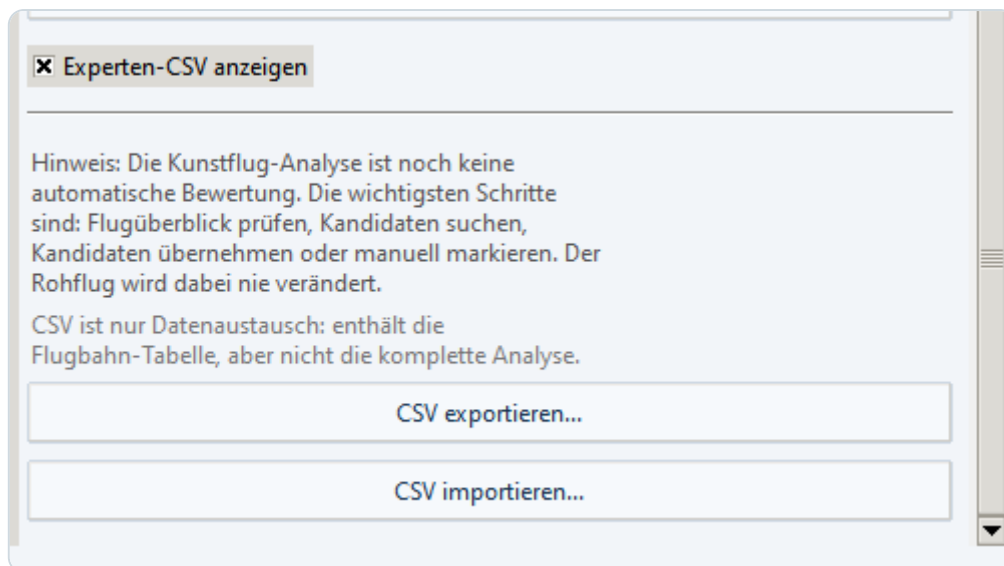 Experten-CSV anzeigen
Hinweis: Die Kunstflug-Analyse ist noch keine
automatische Bewertung. Die wichtigsten Schritte
sind: Flugüberblick prüfen, Kandidaten suchen,
Kandidaten übernehmen oder manuell markieren. Der
Rohflug wird dabei nie verändert.
CSV ist nur Datenaustausch: enthält die
Flugbahn-Tabelle, aber nicht die komplette Analyse.
CSV exportieren...
CSV importieren...